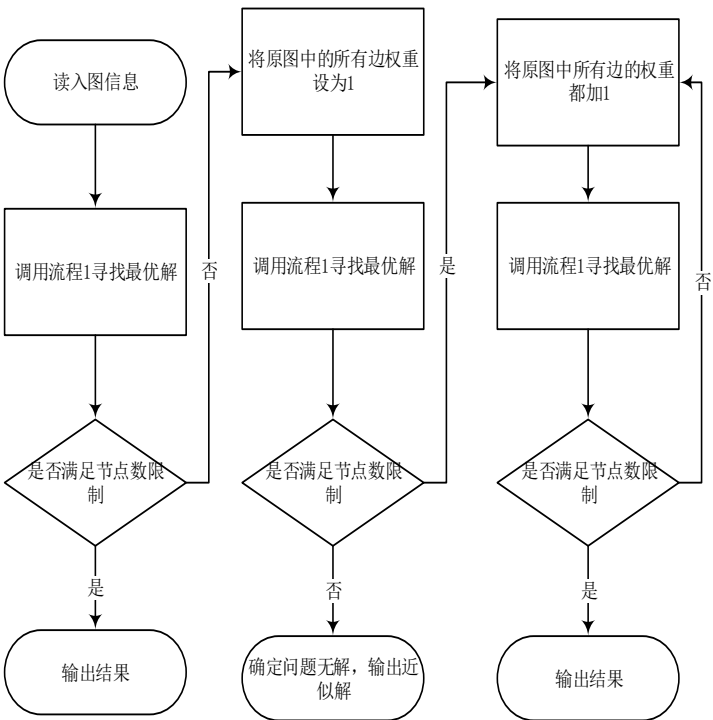 读入图信息
调用流程1寻找最优解
是否满足节点数限
制
是
输出结果
否
将原图中的所有边权重
设为1
调用流程1寻找最优解
是否满足节点数限
制
否
确定问题无解，输出近
似解
是
将原图中所有边的权重
都加1
调用流程1寻找最优解
是否满足节点数限
制
否
是
输出结果